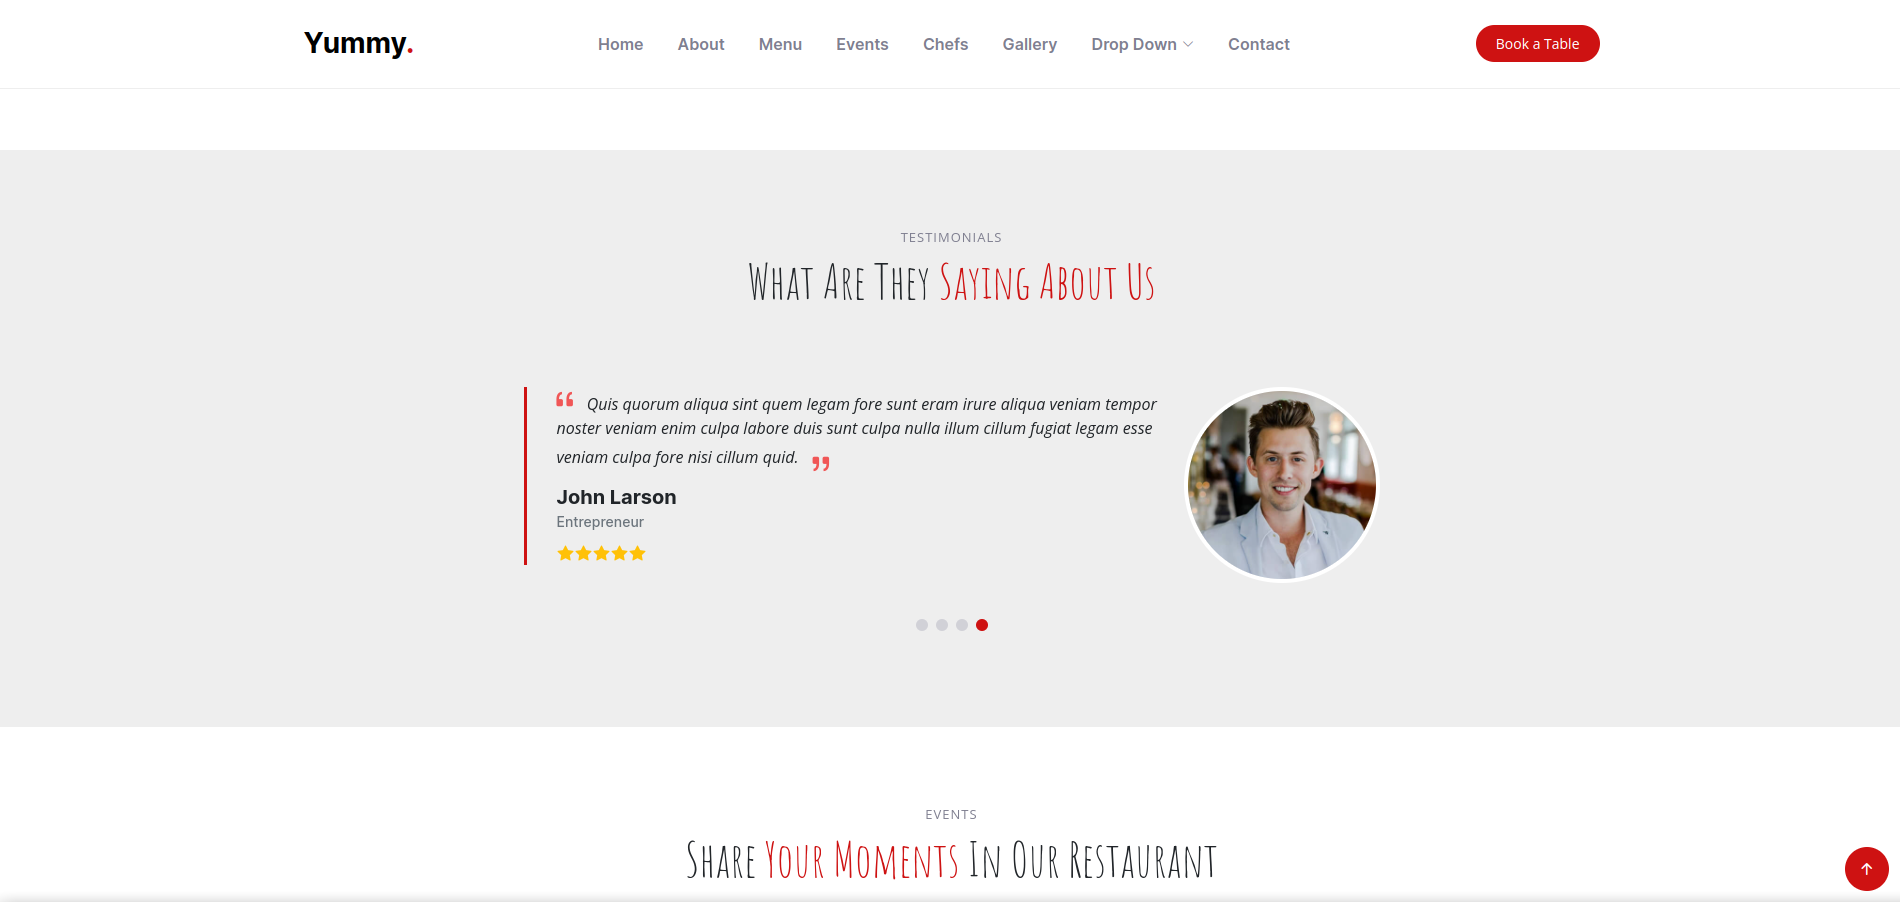 Yummy.
Home
About
Menu
Events
Chefs
Gallery
Drop Down
Contact
Book a Table
TESTIMONIALS
What Are They Saying About Us
“ Quis quorum aliqua sint quem legam fore sunt eram irure aliqua veniam tempor
noster veniam enim culpa labore duis sunt culpa nulla illum cillum fugiat legam esse
veniam culpa fore nisi cillum quid. ”
John Larson
Entrepreneur
EVENTS
Share Your Moments In Our Restaurant